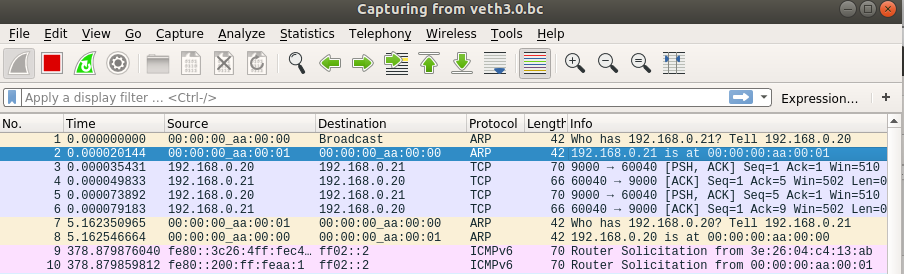 Capturing from veth3.0.bc
File Edit View Go Capture Analyze Statistics Telephony Wireless Tools Help
Apply a display filter ... <Ctrl-/> Expression... +
No. Time Source Destination Protocol Length Info
1 0.000000000 00:00:00_aa:00:00 Broadcast ARP 42 Who has 192.168.0.21? Tell 192.168.0.20
2 0.000020144 00:00:00_aa:00:01 00:00:00_aa:00:00 ARP 42 192.168.0.21 is at 00:00:00:aa:00:01
3 0.000035431 192.168.0.20 192.168.0.21 TCP 70 9000 → 60040 [PSH, ACK] Seq=1 Ack=1 Win=510
4 0.000049833 192.168.0.21 192.168.0.20 TCP 66 60040 → 9000 [ACK] Seq=1 Ack=5 Win=502 Len=0
5 0.000073892 192.168.0.20 192.168.0.21 TCP 70 9000 → 60040 [PSH, ACK] Seq=5 Ack=1 Win=510
6 0.000079183 192.168.0.21 192.168.0.20 TCP 66 60040 → 9000 [ACK] Seq=1 Ack=9 Win=502 Len=0
7 5.162350965 00:00:00_aa:00:01 00:00:00_aa:00:00 ARP 42 Who has 192.168.0.20? Tell 192.168.0.21
8 5.162546664 00:00:00_aa:00:00 00:00:00_aa:00:01 ARP 42 192.168.0.20 is at 00:00:00:aa:00:00
9 378.879876040 fe80::3c26:4ff:fec4… ff02::2 ICMPv6 70 Router Solicitation from 3e:26:04:c4:13:ab
10 378.879859812 fe80::200:ff:feaa:1 ff02::2 ICMPv6 70 Router Solicitation from 00:00:00:aa:00:01